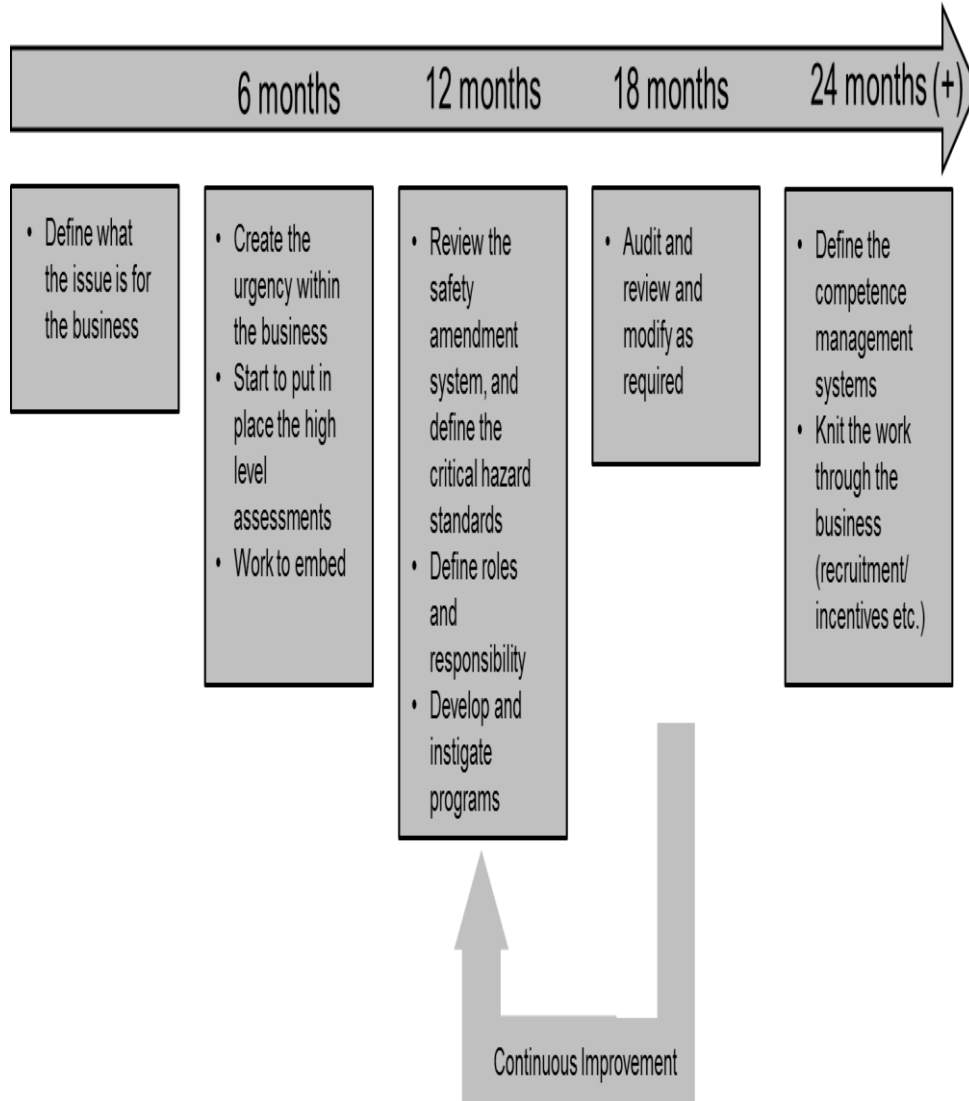 6 months 12 months 18 months 24 months (+)
• Define what
the issue is for
the business
• Create the
urgency within
the business
• Start to put in
place the high
level
assessments
• Work to embed
• Review the
safety
amendment
system, and
define the
critical hazard
standards
• Define roles
and
responsibility
• Develop and
instigate
programs
• Audit and
review and
modify as
required
• Define the
competence
management
systems
• Knit the work
through the
business
(recruitment/
incentives etc.)
Continuous Improvement